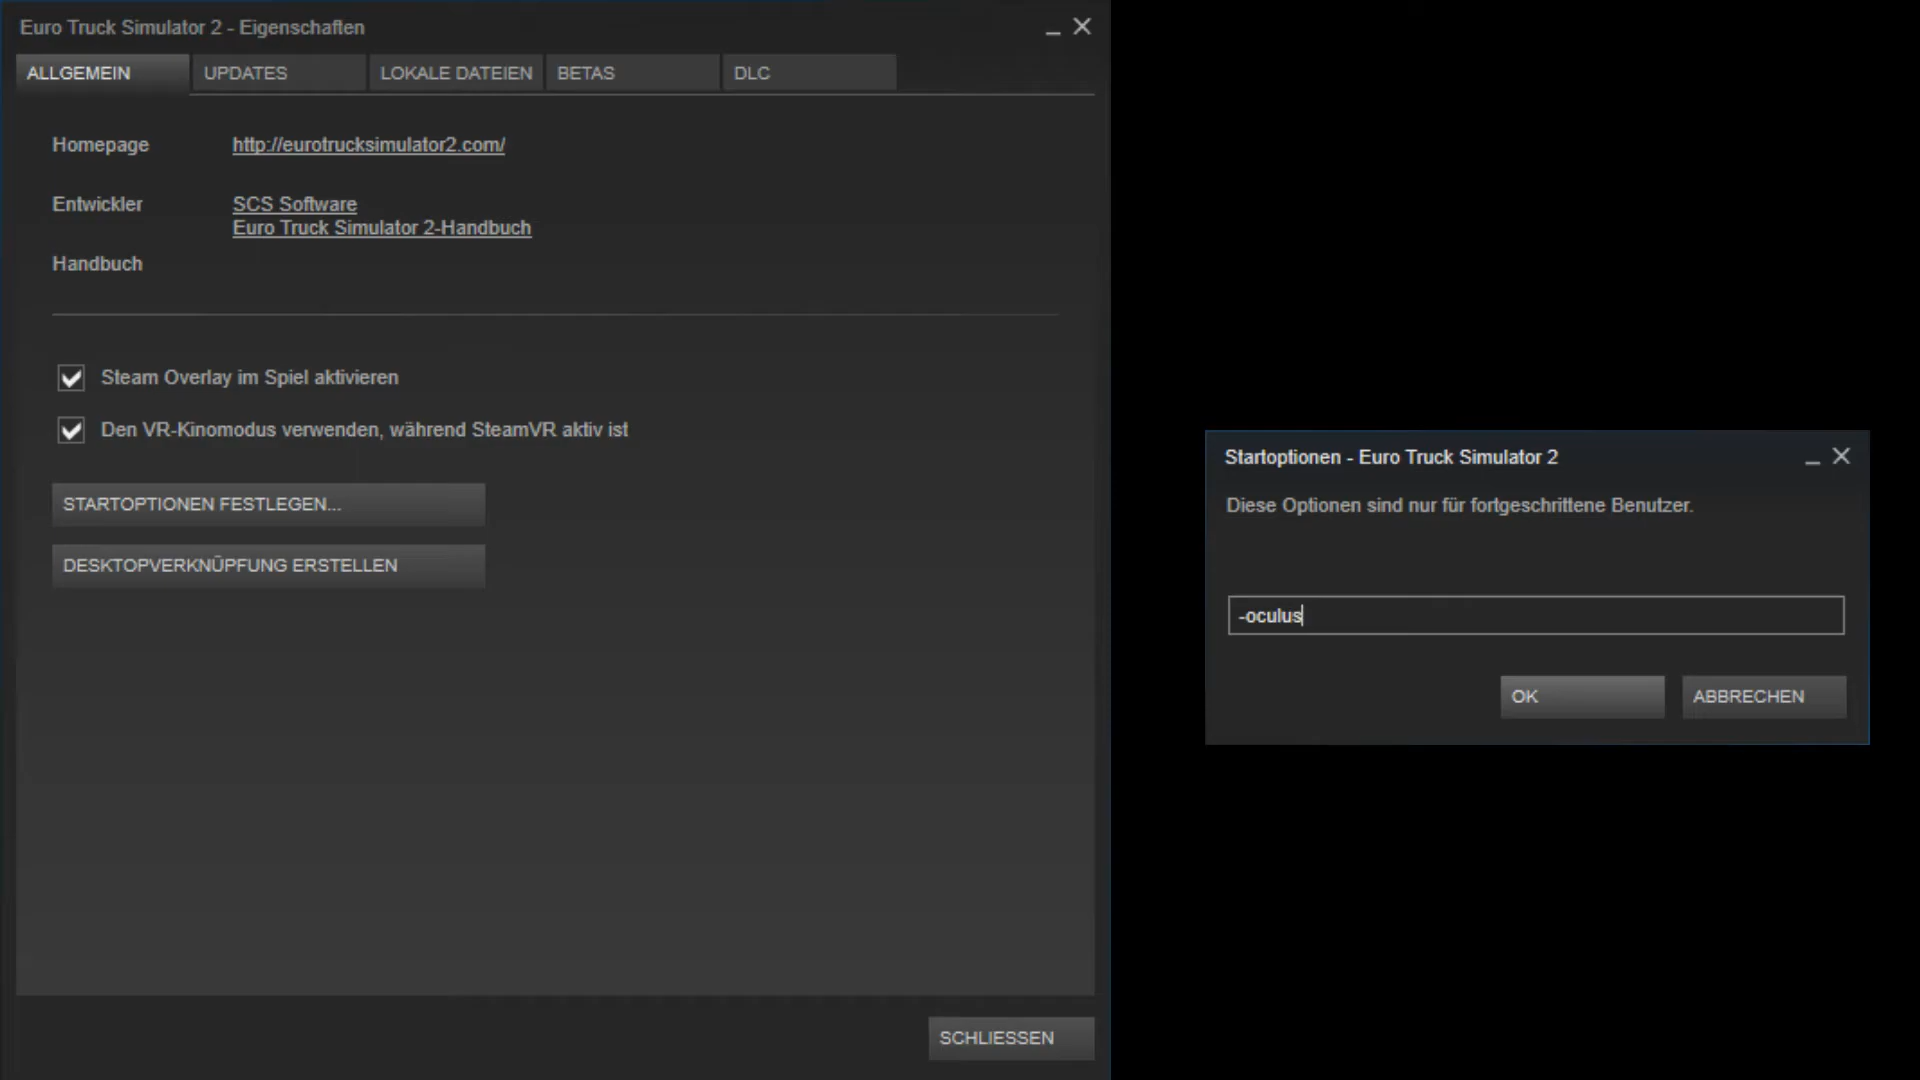 Euro Truck Simulator 2 - Eigenschaften
ALLGEMEIN UPDATES LOKALE DATEIEN BETAS DLC
Homepage http://eurotrucksimulator2.com/
Entwickler SCS Software
Euro Truck Simulator 2-Handbuch
Handbuch
Steam Overlay im Spiel aktivieren
Den VR-Kinomodus verwenden, während SteamVR aktiv ist
STARTOPTIONEN FESTLEGEN...
DESKTOPVERKNÜPFUNG ERSTELLEN
SCHLIESSEN
Startoptionen - Euro Truck Simulator 2
Diese Optionen sind nur für fortgeschrittene Benutzer.
-oculus
OK ABBRECHEN